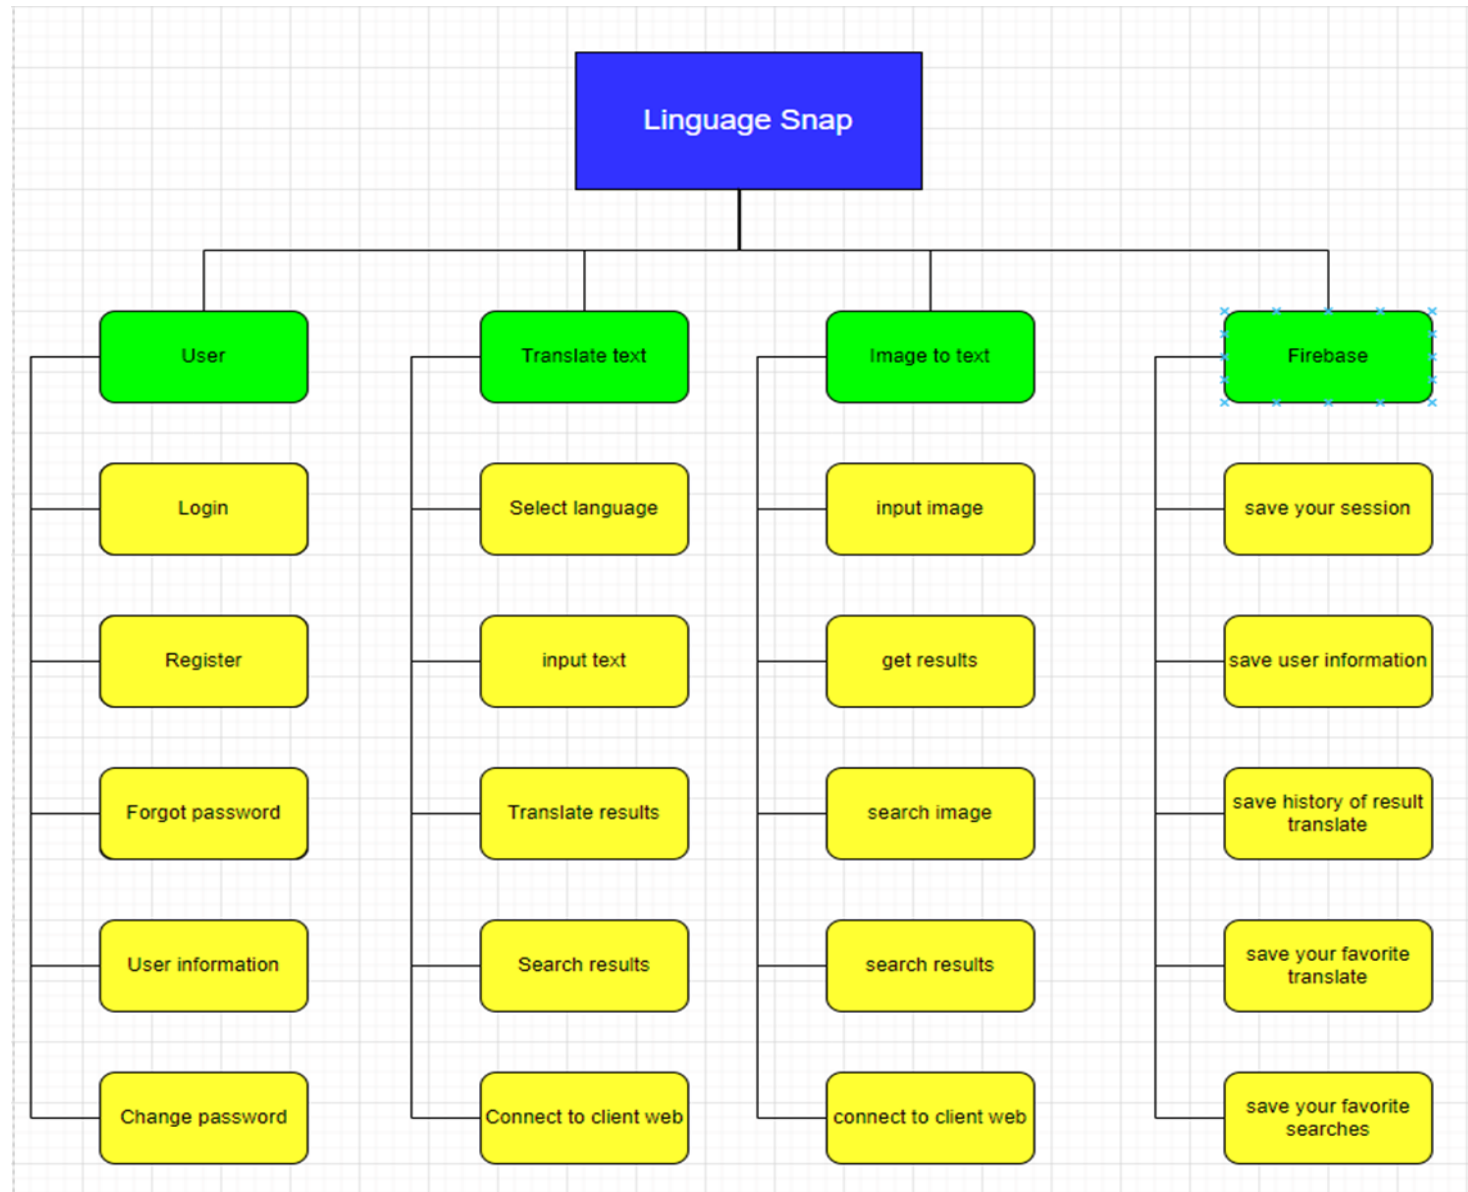 Linguage Snap
User
Translate text
Image to text
Firebase
Login
Select language
input image
save your session
Register
input text
get results
save user information
Forgot password
Translate results
search image
save history of result
translate
User information
Search results
search results
save your favorite
translate
Change password
Connect to client web
connect to client web
save your favorite
searches